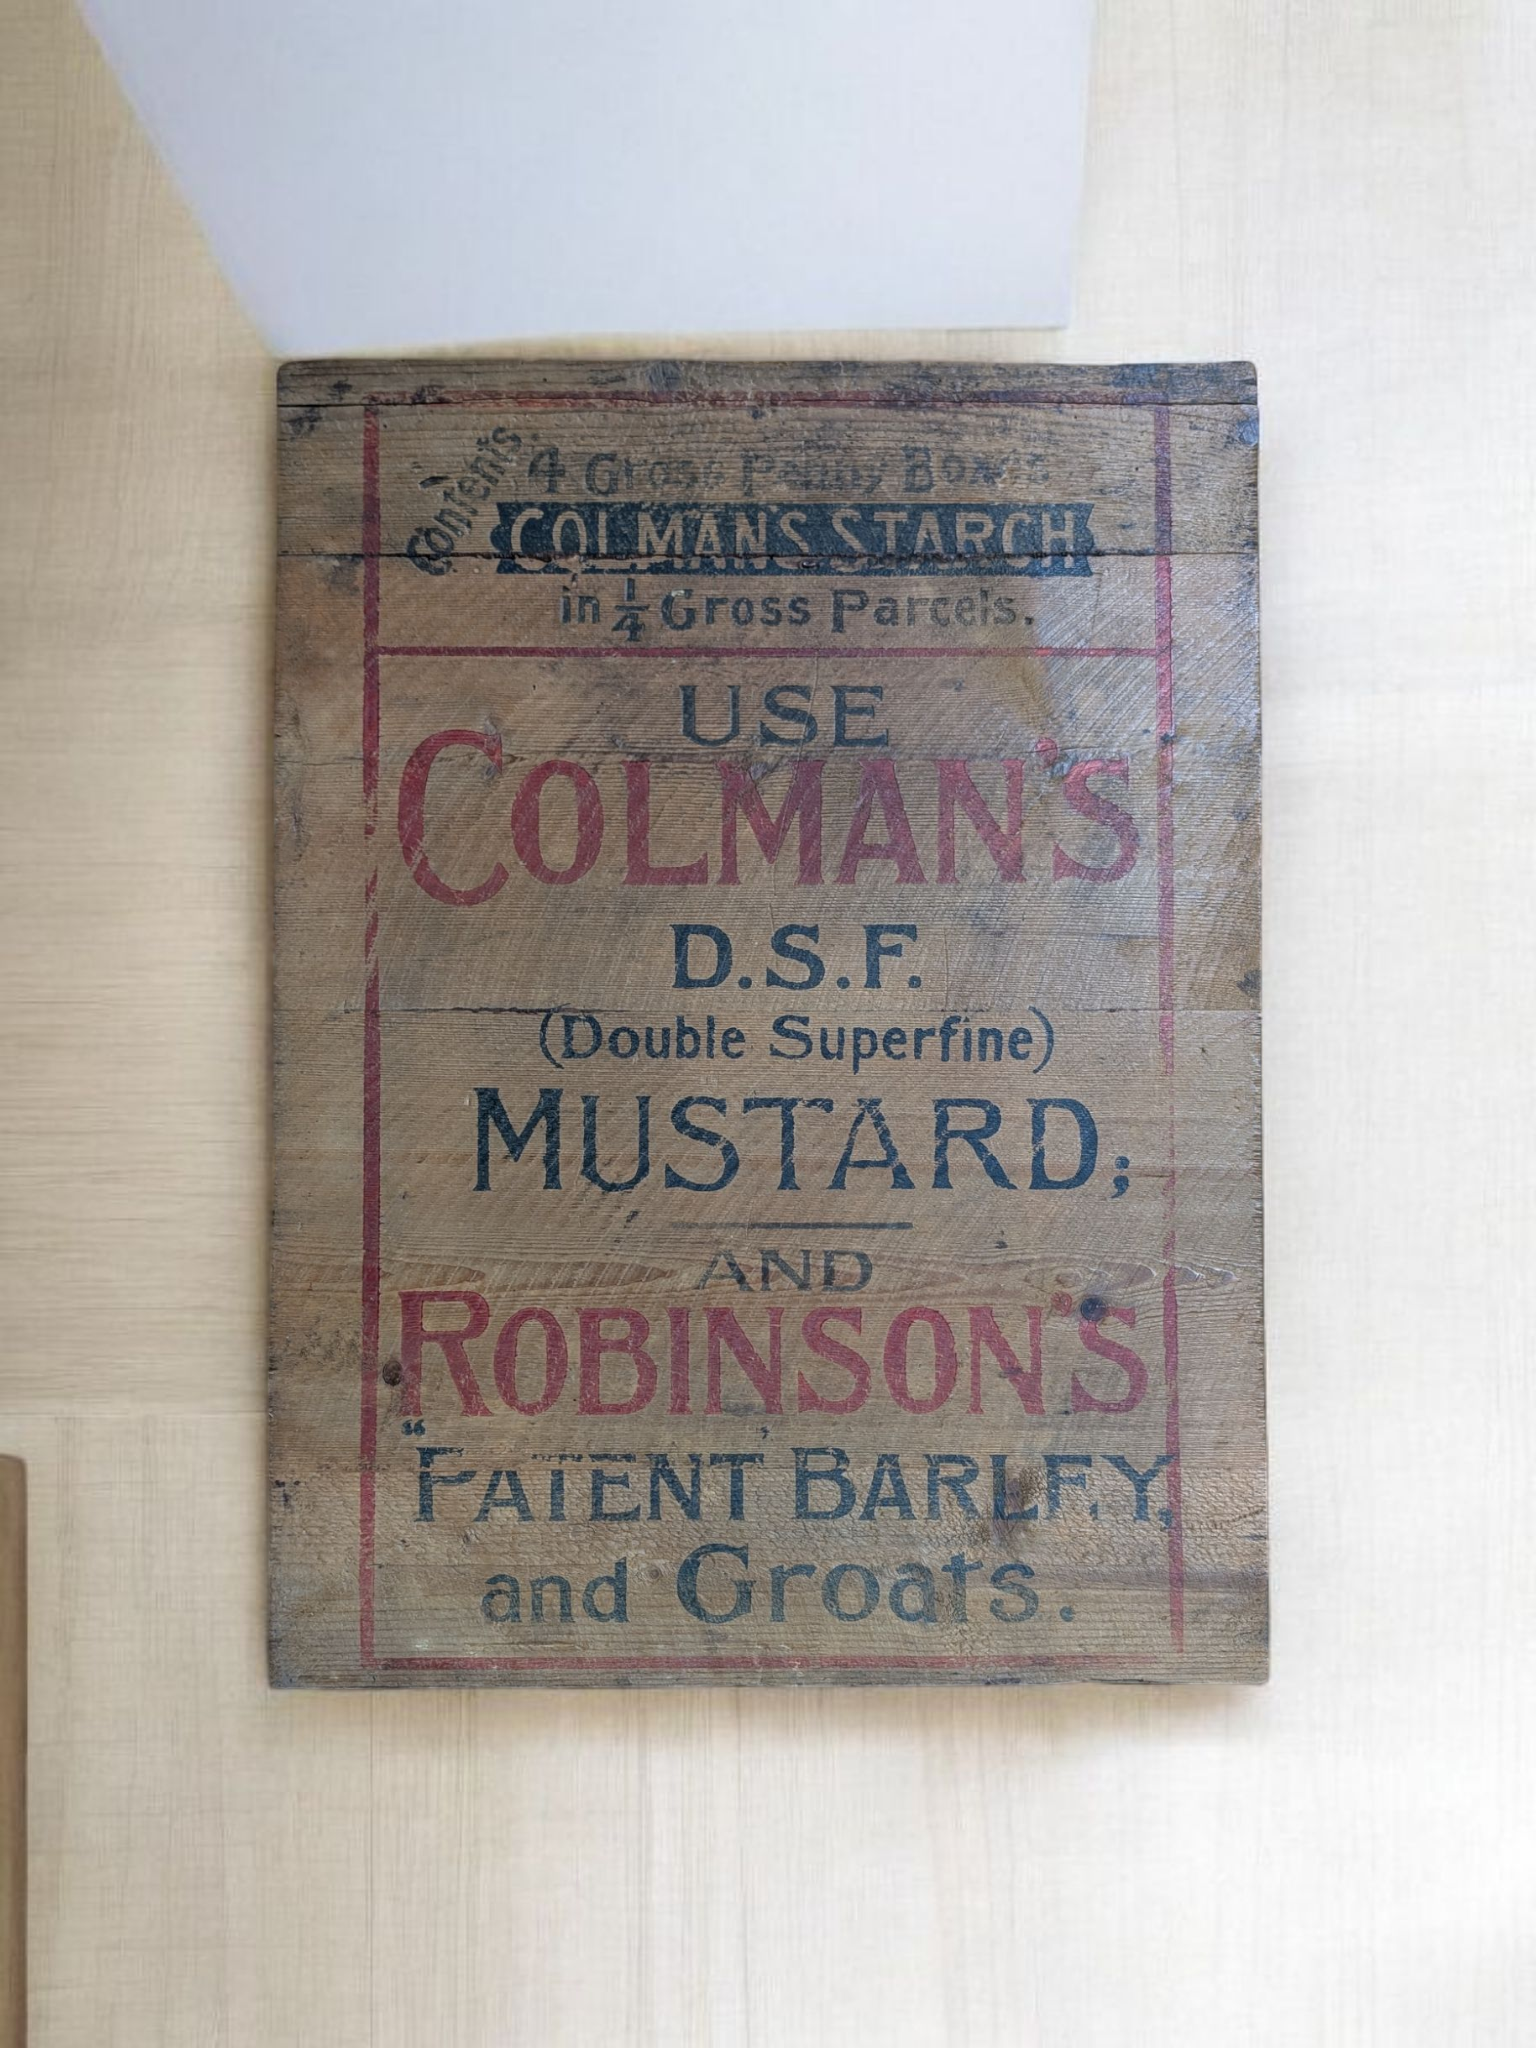 Contents.
4 Gross Penny Boxes
COLMAN'S STARCH
in 1/4 Gross Parcels.
USE
COLMAN'S
D.S.F.
(Double Superfine)
MUSTARD;
AND
ROBINSON'S
“PATENT BARLEY,
and Groats.